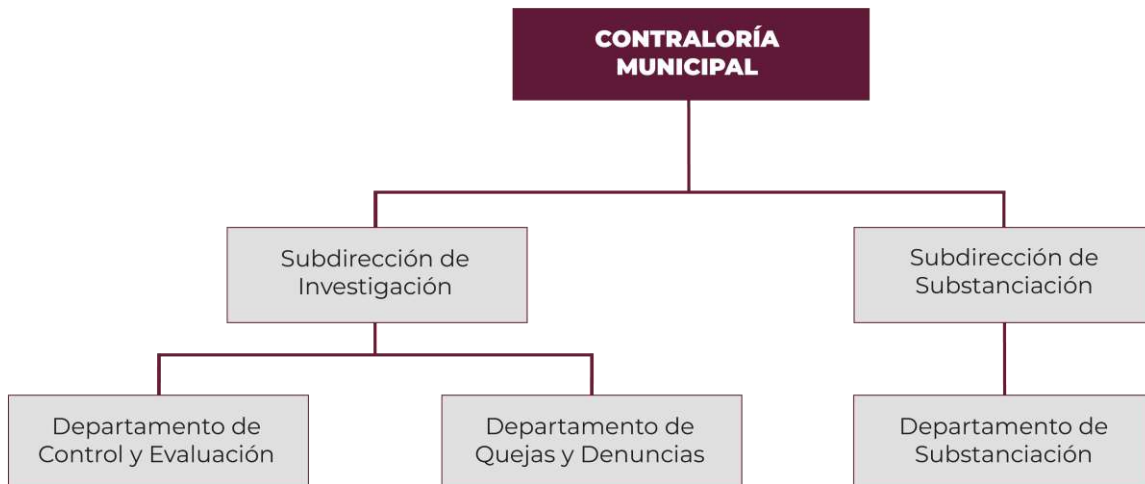 CONTRALORÍA
MUNICIPAL
Subdirección de
Investigación
Subdirección de
Substanciación
Departamento de
Control y Evaluación
Departamento de
Quejas y Denuncias
Departamento de
Substanciación